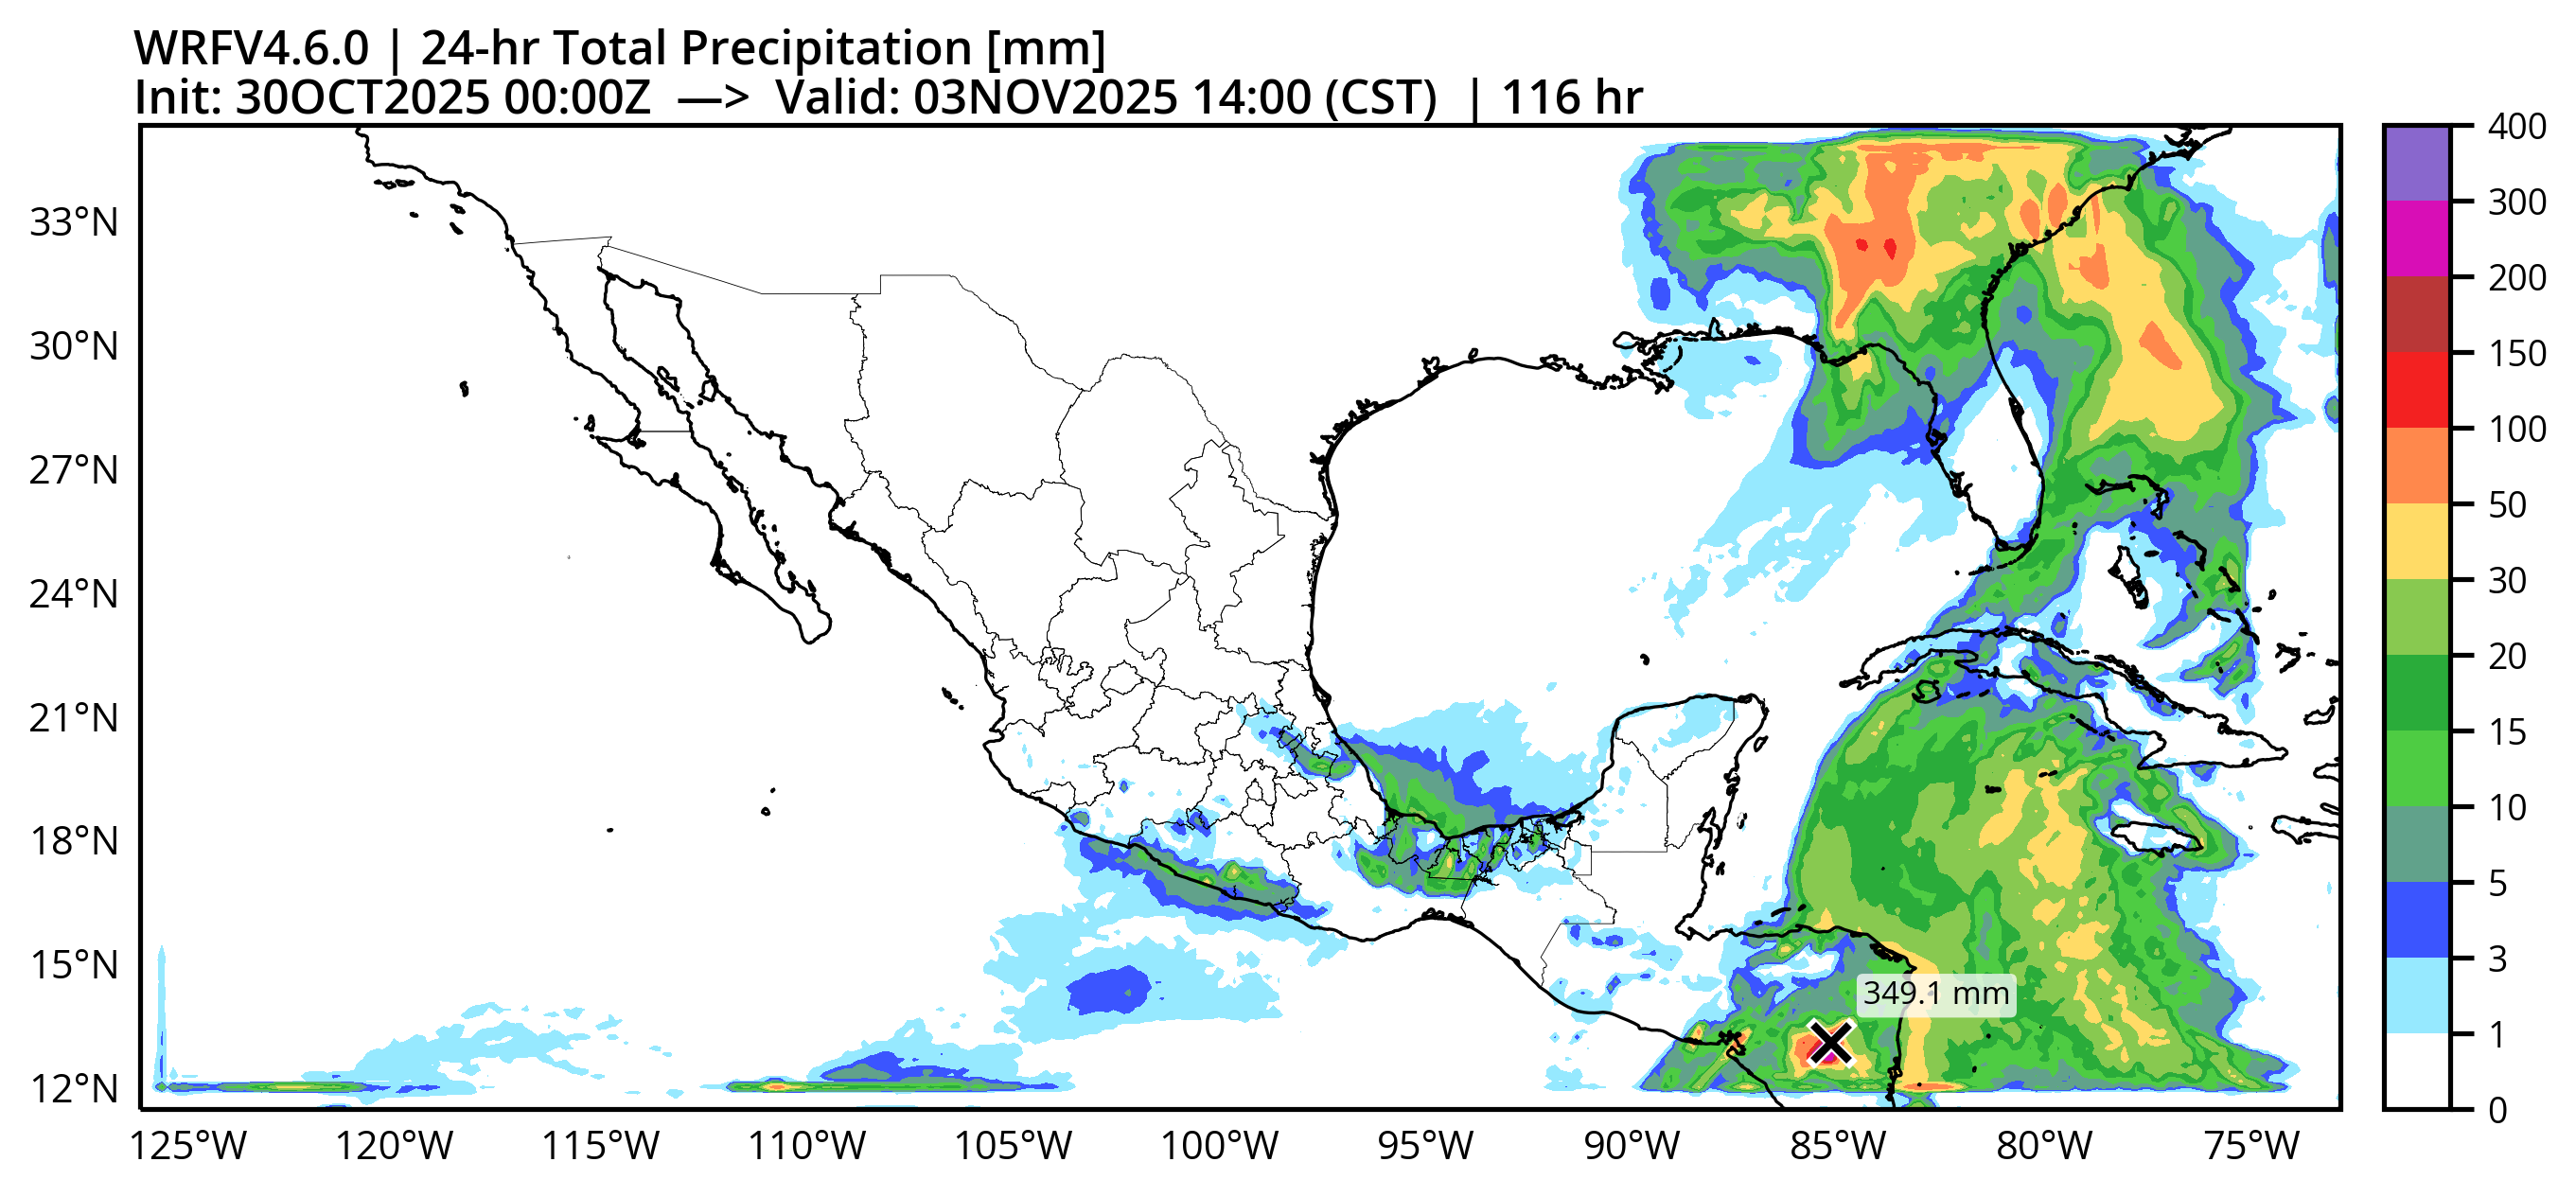 WRFV4.6.0 | 24-hr Total Precipitation [mm]
Init: 30OCT2025 00:00Z —> Valid: 03NOV2025 14:00 (CST) | 116 hr
33°N
30°N
27°N
24°N
21°N
18°N
15°N
12°N
349.1 mm
125°W 120°W 115°W 110°W 105°W 100°W 95°W 90°W 85°W 80°W 75°W
400
300
200
150
100
50
30
20
15
10
5
3
1
0